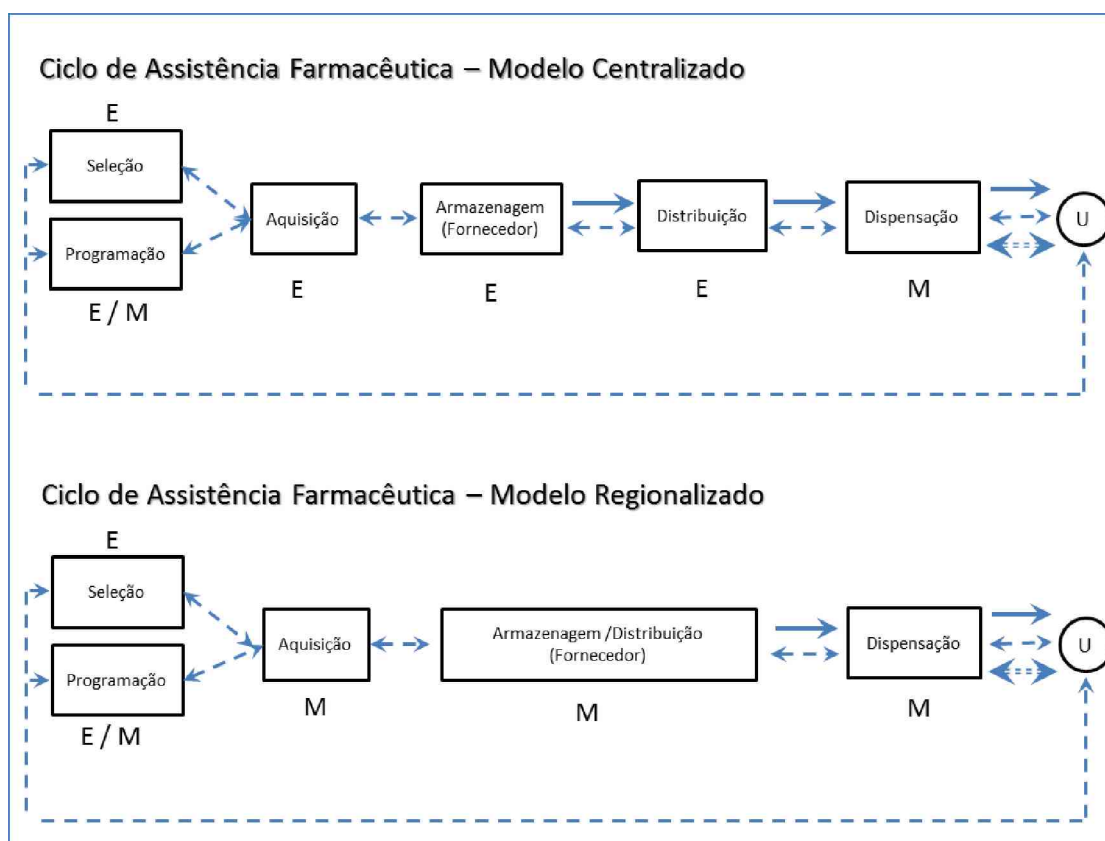 Ciclo de Assistência Farmacêutica – Modelo Centralizado
E
Seleção
Programação
E / M
Aquisição
E
Armazenagem
(Fornecedor)
E
Distribuição
E
Dispensação
M
U
Ciclo de Assistência Farmacêutica – Modelo Regionalizado
E
Seleção
Programação
E / M
Aquisição
M
Armazenagem /Distribuição
(Fornecedor)
M
Dispensação
M
U